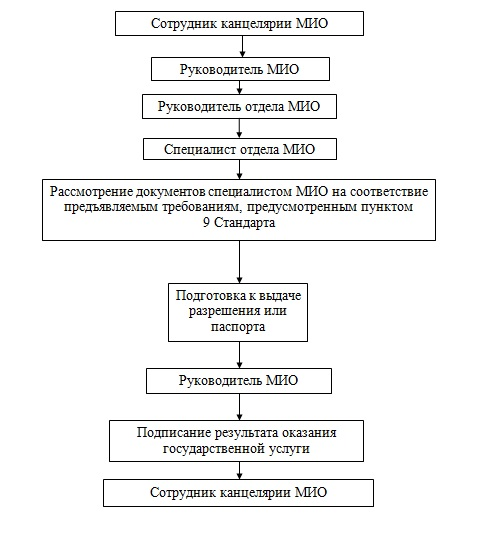 Сотрудник канцелярии МИО
Руководитель МИО
Руководитель отдела МИО
Специалист отдела МИО
Рассмотрение документов специалистом МИО на соответствие
предъявляемым требованиям, предусмотренным пунктом
9 Стандарта
Подготовка к выдаче
разрешения или
паспорта
Руководитель МИО
Подписание результата оказания
государственной услуги
Сотрудник канцелярии МИО